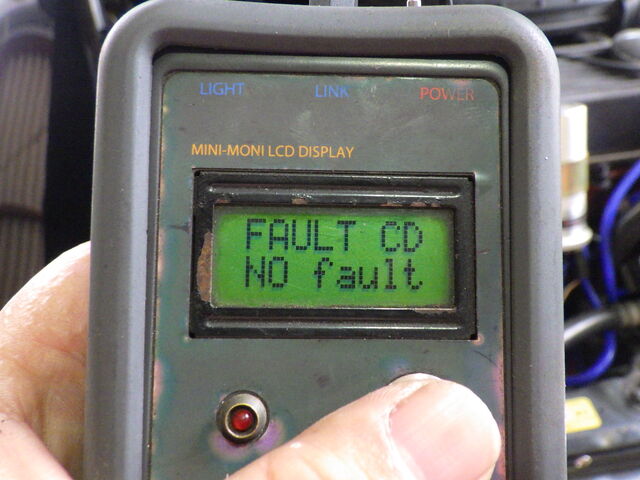 LIGHT LINK POWER
MINI-MONI LCD DISPLAY
FAULT CD
NO fault